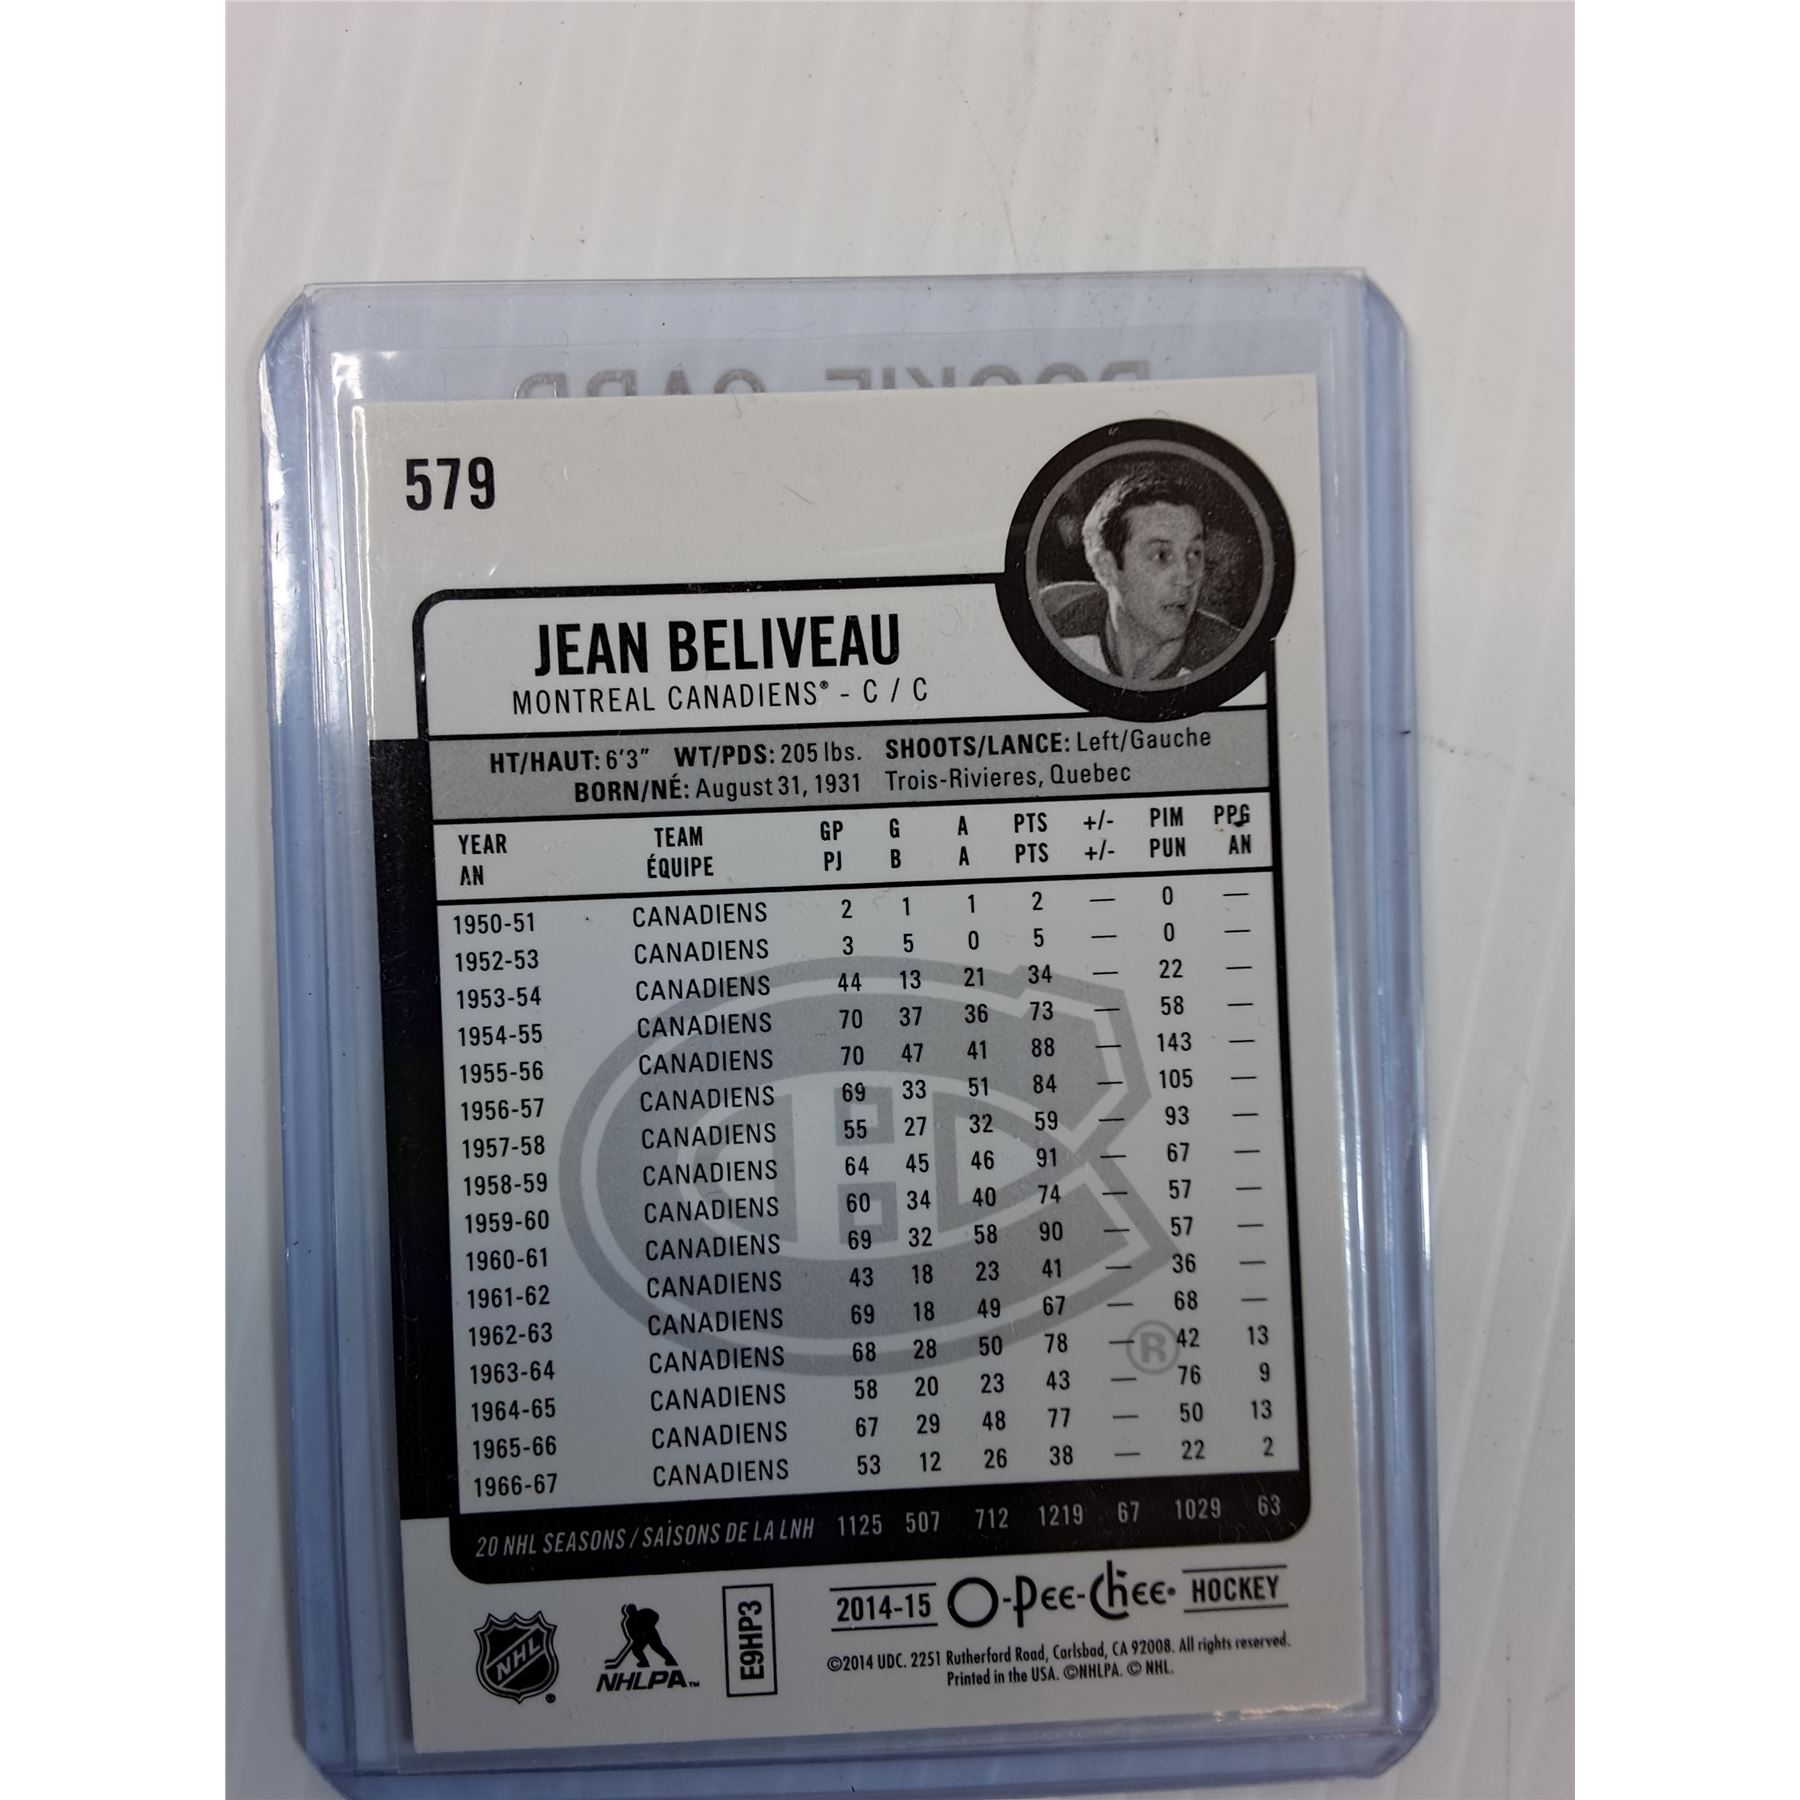 ROOKIE CARD
579
JEAN BELIVEAU
MONTREAL CANADIENS® - C / C
HT/HAUT: 6'3" WT/PDS: 205 lbs. SHOOTS/LANCE: Left/Gauche
BORN/NÉ: August 31, 1931 Trois-Rivieres, Quebec
YEAR TEAM GP G A PTS +/- PIM PPG
AN ÉQUIPE PJ B A PTS +/- PUN AN
1950-51 CANADIENS 2 1 1 2 — 0 —
1952-53 CANADIENS 3 5 0 5 — 0 —
1953-54 CANADIENS 44 13 21 34 — 22 —
1954-55 CANADIENS 70 37 36 73 — 58 —
1955-56 CANADIENS 70 47 41 88 — 143 —
1956-57 CANADIENS 69 33 51 84 — 105 —
1957-58 CANADIENS 55 27 32 59 — 93 —
1958-59 CANADIENS 64 45 46 91 — 67 —
1959-60 CANADIENS 60 34 40 74 — 57 —
1960-61 CANADIENS 69 32 58 90 — 57 —
1961-62 CANADIENS 43 18 23 41 — 36 —
1962-63 CANADIENS 69 18 49 67 — 68 —
1963-64 CANADIENS 68 28 50 78 — 42 13
1964-65 CANADIENS 58 20 23 43 — 76 9
1965-66 CANADIENS 67 29 48 77 — 50 13
1966-67 CANADIENS 53 12 26 38 — 22 2
20 NHL SEASONS / SAISONS DE LA LNH 1125 507 712 1219 67 1029 63
NHL
NHLPA™
E9HP3
2014-15 O-Pee-Chee® HOCKEY
©2014 UDC. 2251 Rutherford Road, Carlsbad, CA 92008. All rights reserved.
Printed in the USA. ©NHLPA. © NHL.